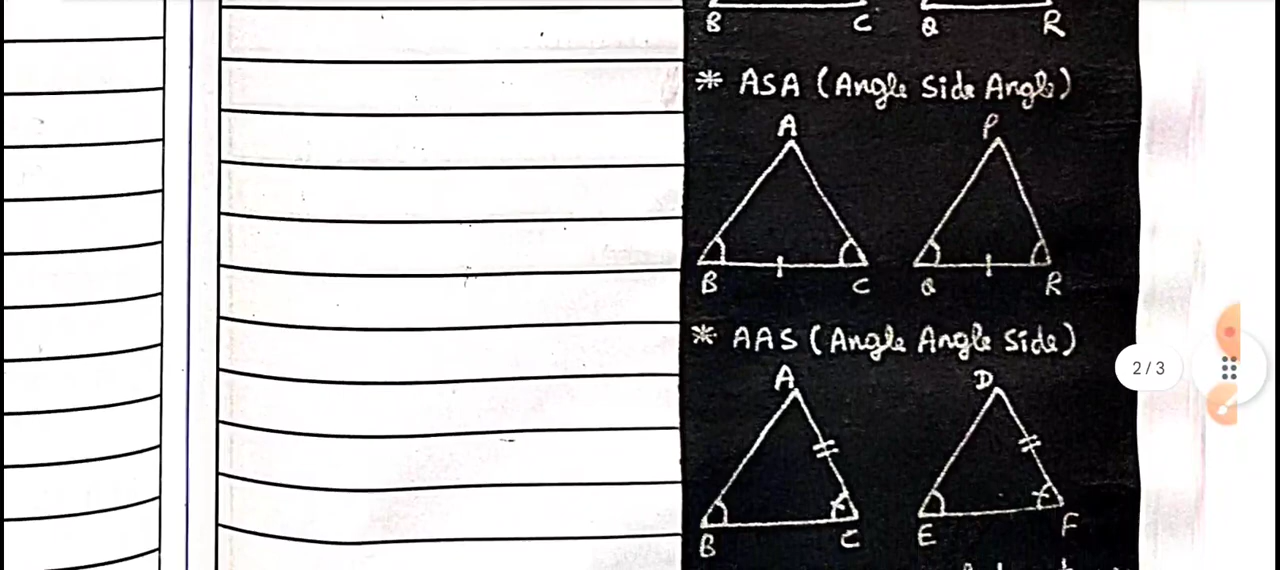 B C Q R
* ASA (Angle Side Angle)
A P
B C Q R
* AAS (Angle Angle Side)
2/3
A D
B C E F